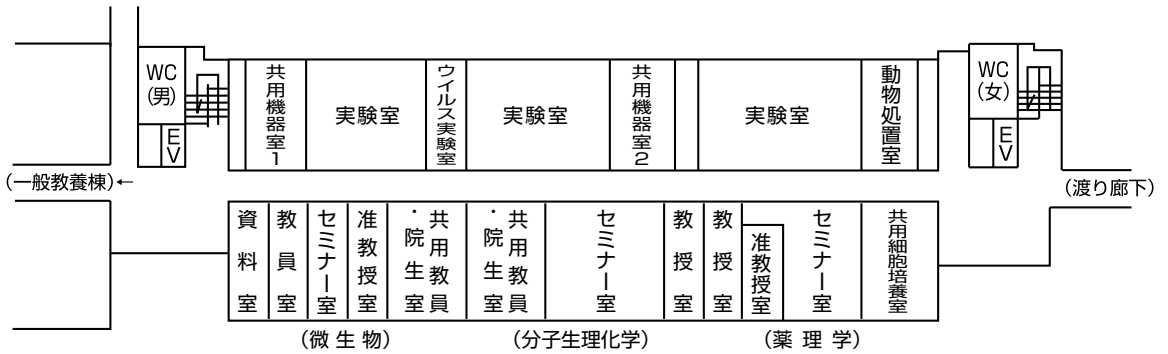 WC
(男)
EV
共用機器室1
実験室
ウイルス実験室
実験室
共用機器室2
実験室
動物処置室
WC
(女)
EV
(一般教養棟)←
(渡り廊下)
資料室
教員室
セミナー室
准教授室
共用教員
・院生室
共用教員
・院生室
セミナー室
教授室
教授室
准教授室
セミナー室
共用細胞培養室
(微生物)
(分子生理化学)
(薬理学)